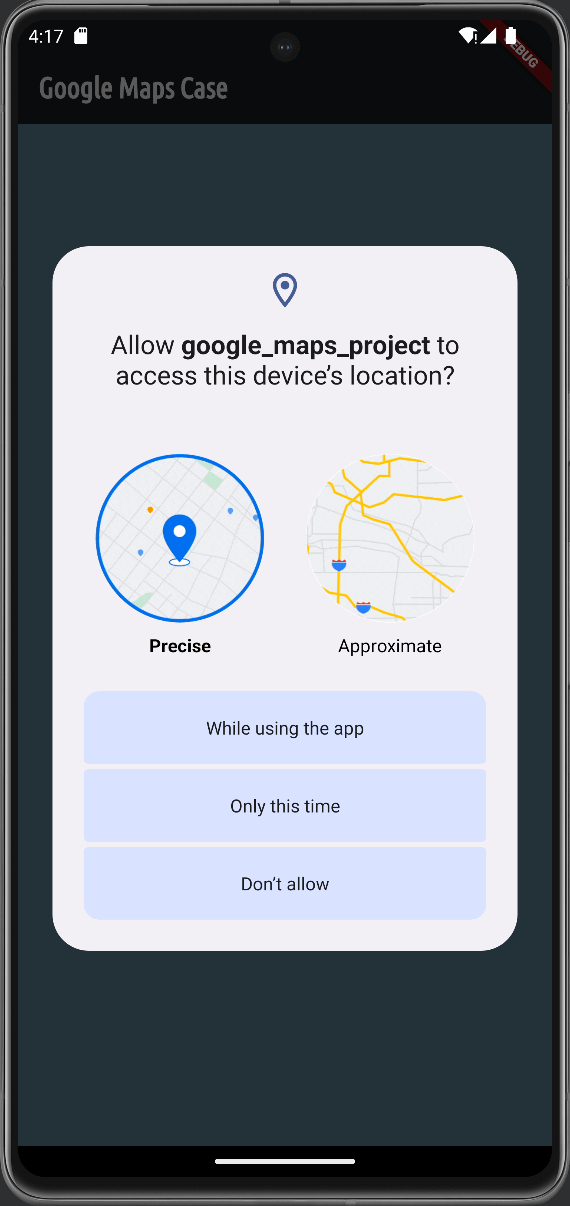 4:17
DEBUG
Google Maps Case
Allow google_maps_project to
access this device’s location?
Precise
Approximate
While using the app
Only this time
Don’t allow